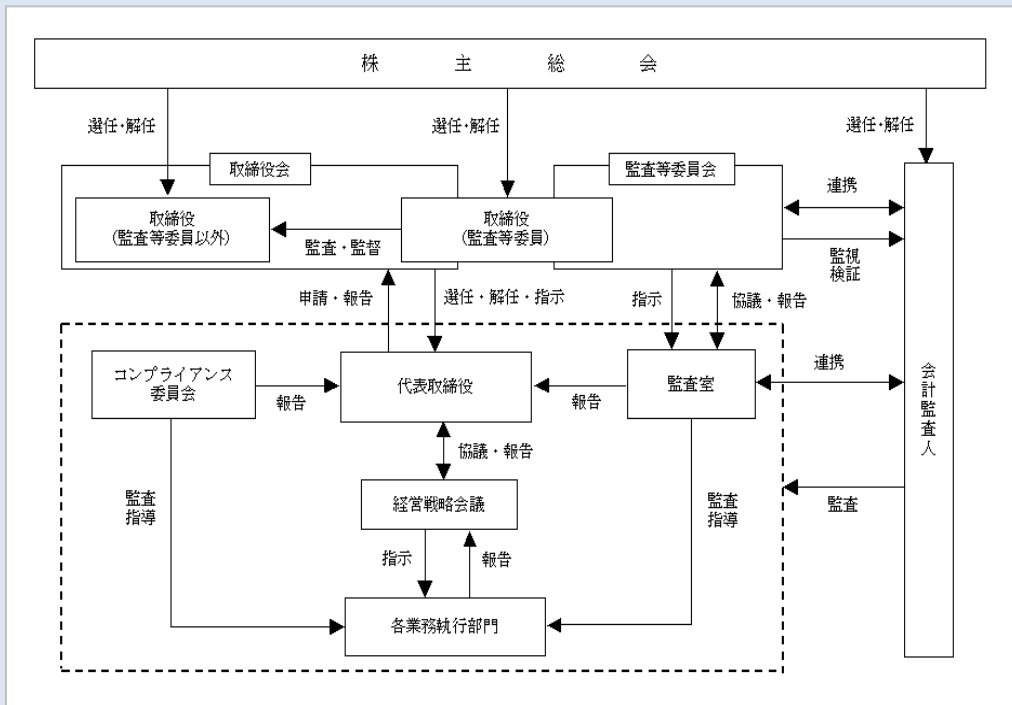 株主総会
選任・解任
選任・解任
選任・解任
取締役会
監査等委員会
取締役
(監査等委員以外)
監査・監督
取締役
(監査等委員)
連携
監視
検証
申請・報告
選任・解任・指示
指示
協議・報告
コンプライアンス
委員会
報告
代表取締役
報告
監査室
連携
会計監査人
協議・報告
監査
指導
経営戦略会議
監査
指導
監査
指示
報告
各業務執行部門